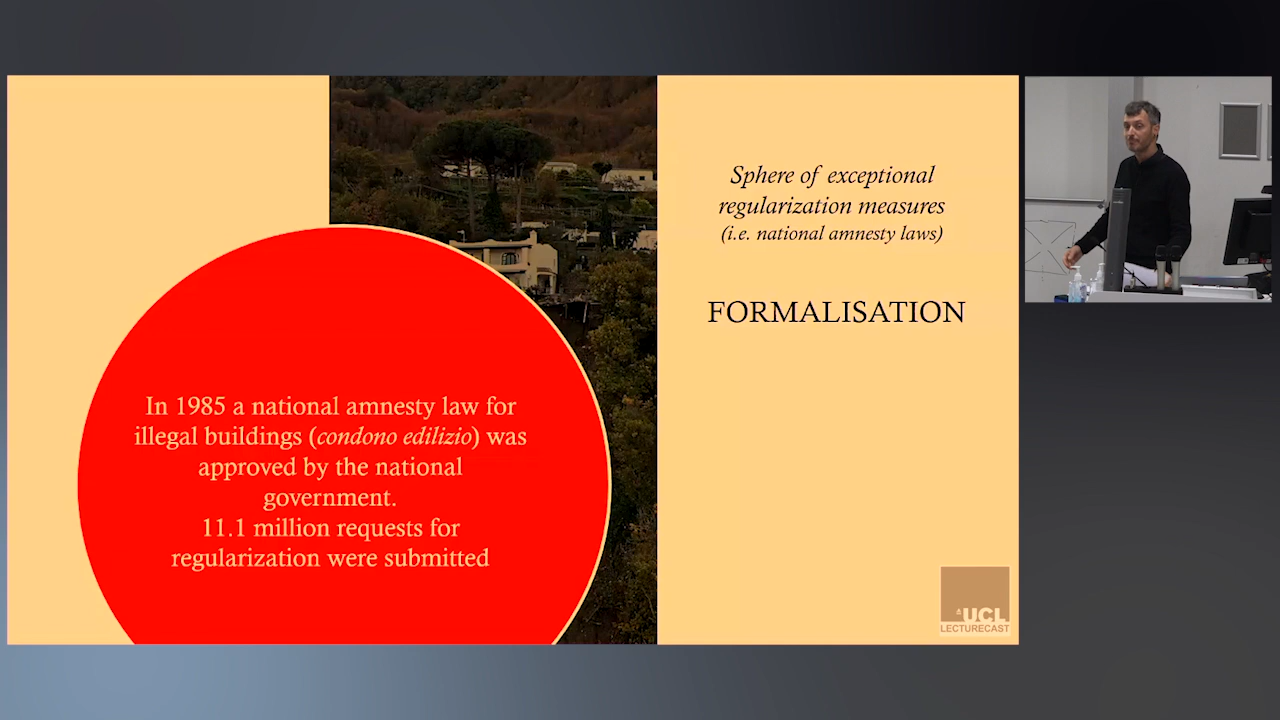 In 1985 a national amnesty law for
illegal buildings (condono edilizio) was
approved by the national
government.
11.1 million requests for
regularization were submitted
Sphere of exceptional
regularization measures
(i.e. national amnesty laws)
FORMALISATION
UCL
LECTURECAST